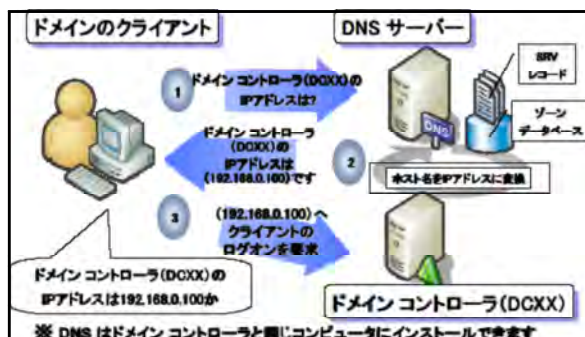 ドメインのクライアント
DNS サーバー
SRV
レコード
ゾーン
データベース
1
ドメイン コントローラ(DCXX)の
IPアドレスは?
ドメイン コントローラ
(DCXX)の
IPアドレスは
(192.168.0.100)です
2
DNS
ホスト名をIPアドレスに変換
3
(192.168.0.100)へ
クライアントの
ログオンを要求
ドメイン コントローラ(DCXX)の
IPアドレスは192.168.0.100か
ドメイン コントローラ(DCXX)
※ DNS はドメイン コントローラと同じコンピュータにインストールできます